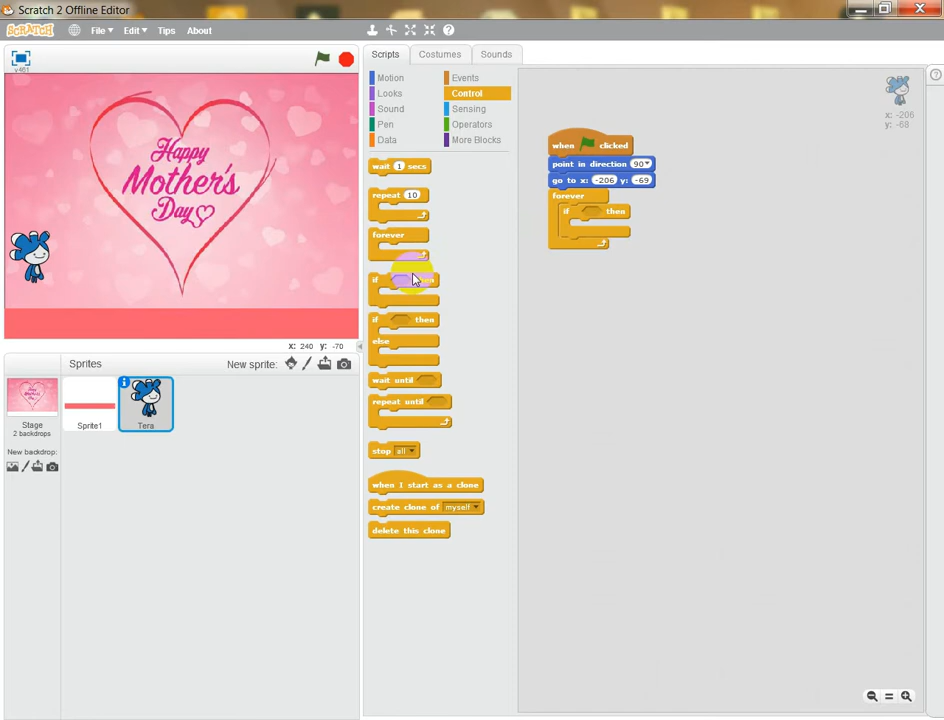 Scratch 2 Offline Editor
SCRATCH File Edit Tips About
v461
Happy
Mother's
Day
x: 240 y: -70
Sprites New sprite:
Stage
2 backdrops
New backdrop:
Sprite1
Tera
Scripts Costumes Sounds
Motion Events
Looks Control
Sound Sensing
Pen Operators
Data More Blocks
wait 1 secs
repeat 10
forever
if
if then
else
wait until
repeat until
stop all
when I start as a clone
create clone of myself
delete this clone
when clicked
point in direction 90
go to x: -206 y: -69
forever
if then
x: -206
y: -68